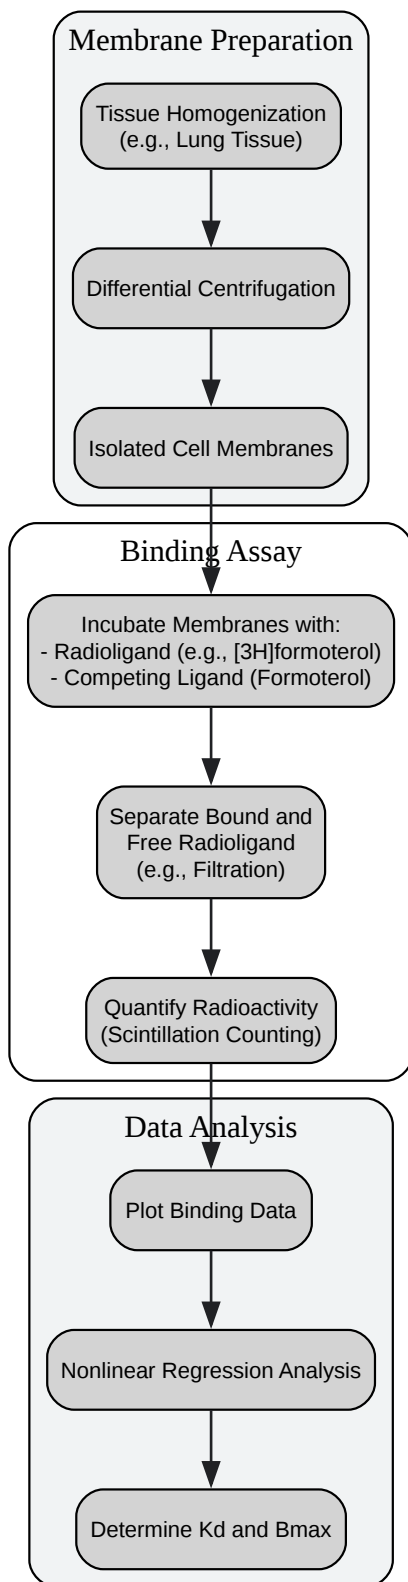 Membrane Preparation
Tissue Homogenization
(e.g., Lung Tissue)
Differential Centrifugation
Isolated Cell Membranes
Binding Assay
Incubate Membranes with:
- Radioligand (e.g., [3H]formoterol)
- Competing Ligand (Formoterol)
Separate Bound and
Free Radioligand
(e.g., Filtration)
Quantify Radioactivity
(Scintillation Counting)
Data Analysis
Plot Binding Data
Nonlinear Regression Analysis
Determine Kd and Bmax